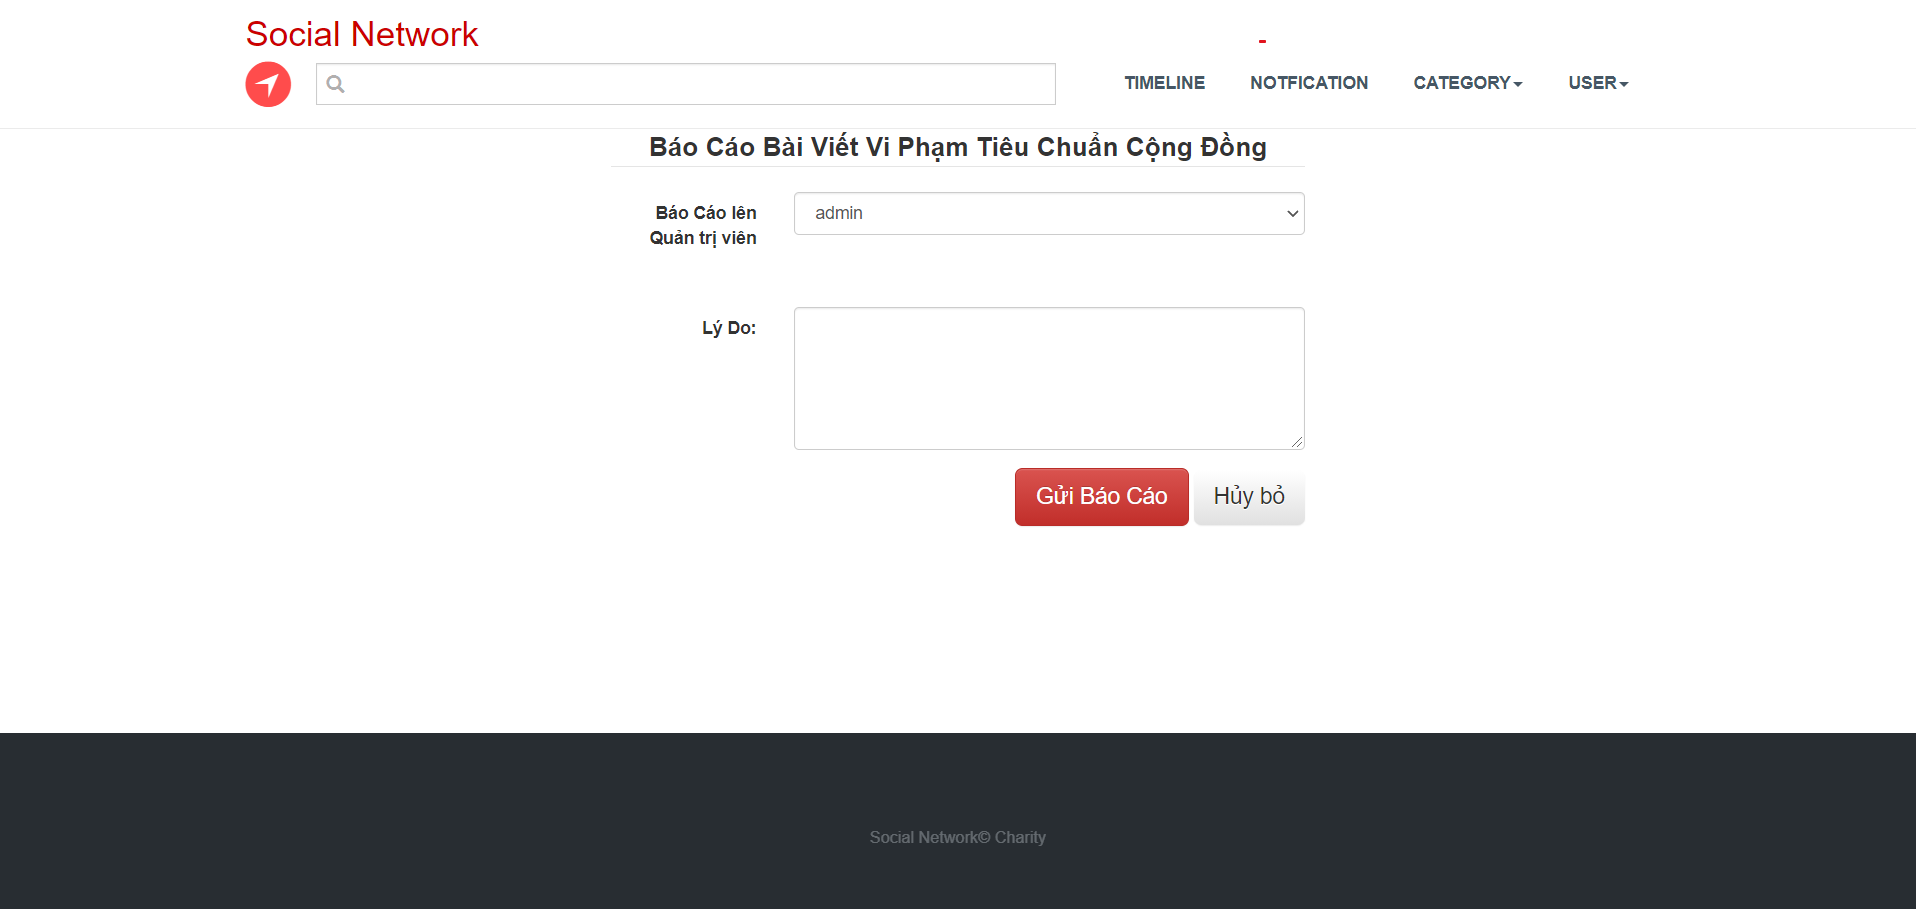 Social Network
-
TIMELINE NOTFICATION CATEGORY USER
Báo Cáo Bài Viết Vi Phạm Tiêu Chuẩn Cộng Đồng
Báo Cáo lên
Quản trị viên
admin
Lý Do:
Gửi Báo Cáo Hủy bỏ
Social Network© Charity